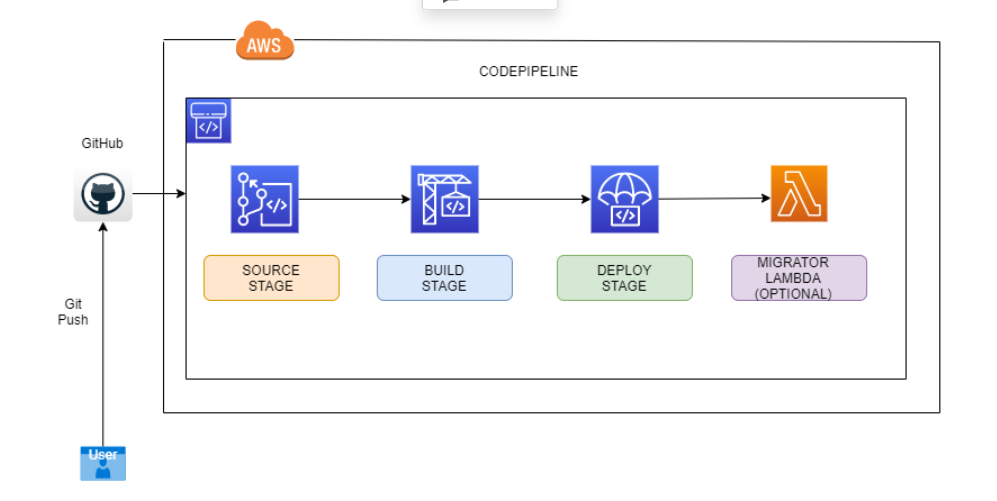 AWS
CODEPIPELINE
</>
GitHub
</>
</>
</>
SOURCE
STAGE
BUILD
STAGE
DEPLOY
STAGE
MIGRATOR
LAMBDA
(OPTIONAL)
Git
Push
User